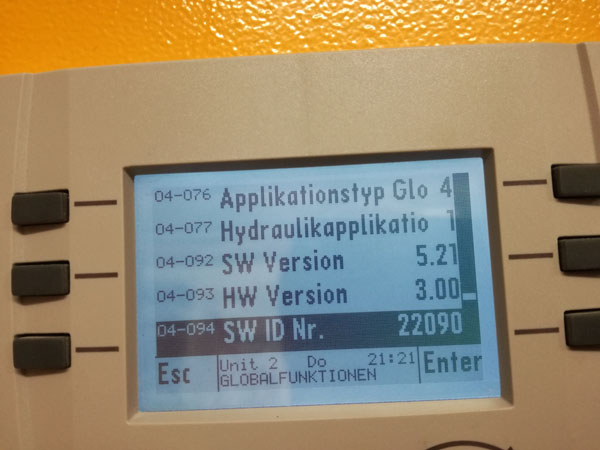 04-076 Applikationstyp Glo 4
04-077 Hydraulikapplikatio 1
04-092 SW Version 5.21
04-093 HW Version 3.00
04-094 SW ID Nr. 22090
Esc Unit 2 Do 21:21 Enter
GLOBALFUNKTIONEN